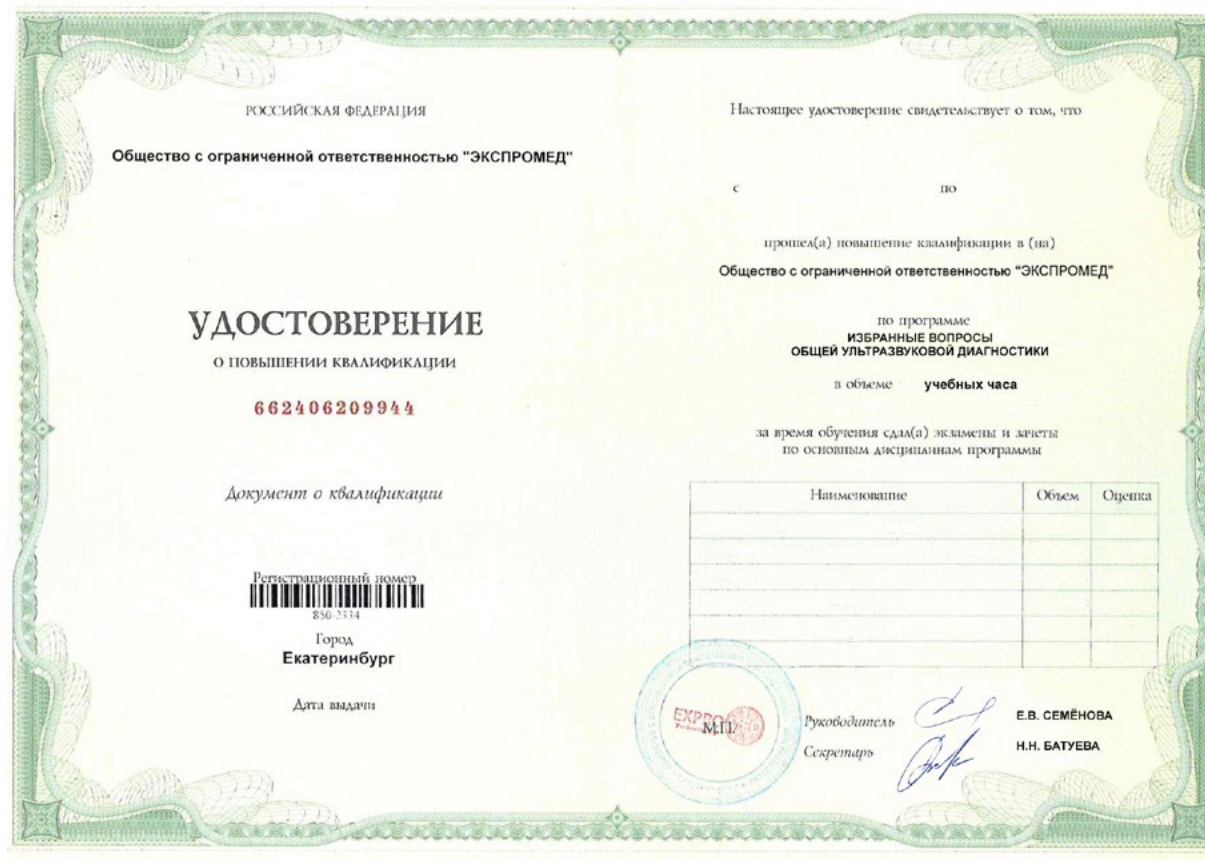 РОССИЙСКАЯ ФЕДЕРАЦИЯ
Общество с ограниченной ответственностью "ЭКСПРОМЕД"
УДОСТОВЕРЕНИЕ
О ПОВЫШЕНИИ КВАЛИФИКАЦИИ
662406209944
Документ о квалификации
Регистрационный номер
850-2334
Город
Екатеринбург
Дата выдачи
Настоящее удостоверение свидетельствует о том, что
с по
прошел(а) повышение квалификации в (на)
Общество с ограниченной ответственностью "ЭКСПРОМЕД"
по программе
ИЗБРАННЫЕ ВОПРОСЫ
ОБЩЕЙ УЛЬТРАЗВУКОВОЙ ДИАГНОСТИКИ
в объеме учебных часа
за время обучения сдал(а) экзамены и зачеты
по основным дисциплинам программы
Наименование Объем Оценка
М.П.
Руководитель Е.В. СЕМЁНОВА
Секретарь Н.Н. БАТУЕВА